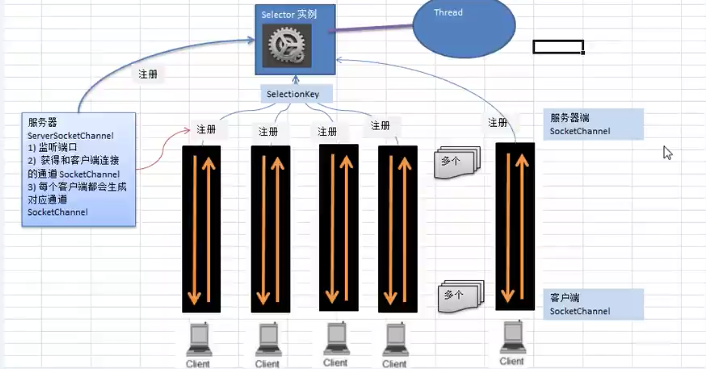 Selector 实例
Thread
注册
SelectionKey
服务器
ServerSocketChannel
1) 监听端口
2) 获得和客户端连接
的通道 SocketChannel
3) 每个客户端都会生成
对应通道
SocketChannel
注册
注册
注册
注册
注册
服务器端
SocketChannel
多个
多个
客户端
SocketChannel
Client
Client
Client
Client
Client